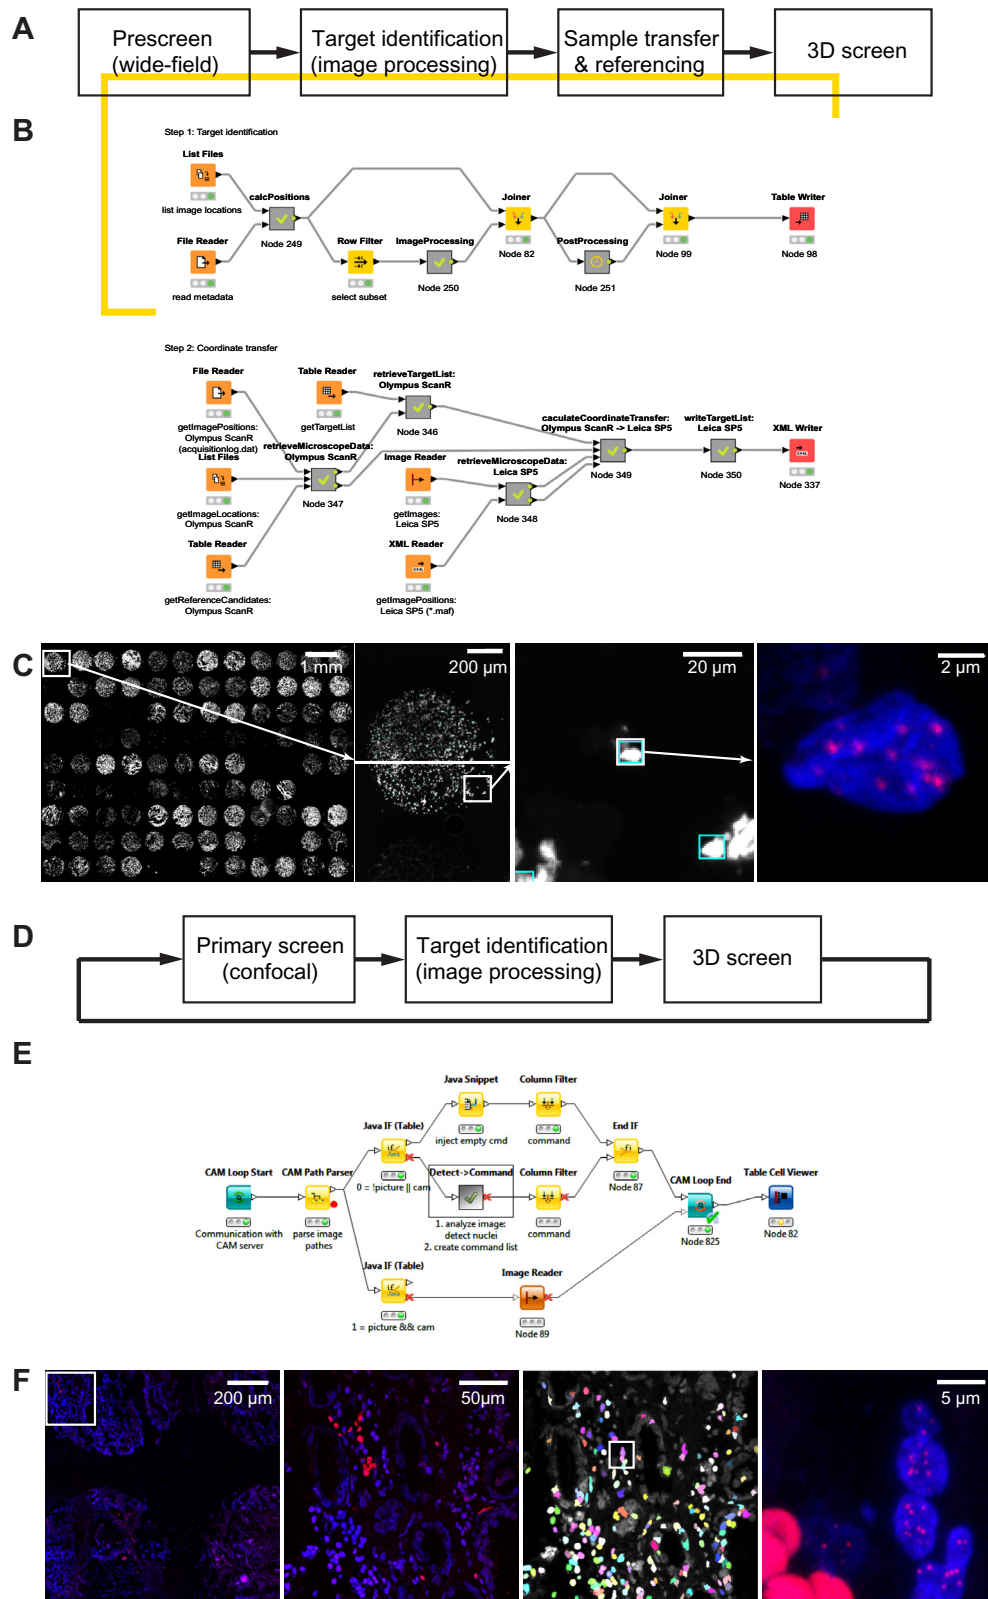 A
Prescreen
(wide-field)
Target identification
(image processing)
Sample transfer
& referencing
3D screen
B
Step 1: Target identification
List Files
list image locations
calcPositions
Node 249
File Reader
read metadata
Row Filter
select subset
ImageProcessing
Node 250
Joiner
Node 82
PostProcessing
Node 251
Joiner
Node 99
Table Writer
Node 98
Step 2: Coordinate transfer
File Reader
getImagePositions:
Olympus ScanR
(acquisitionlog.dat)
Table Reader
getTargetList
retrieveTargetList:
Olympus ScanR
Node 346
List Files
getImageLocations:
Olympus ScanR
retrieveMicroscopeData:
Olympus ScanR
Node 347
Table Reader
getReferenceCandidates:
Olympus ScanR
Image Reader
getImages:
Leica SP5
XML Reader
XML
getImagePositions:
Leica SP5 (*.maf)
retrieveMicroscopeData:
Leica SP5
Node 348
caculateCoordinateTransfer:
Olympus ScanR -> Leica SP5
Node 349
writeTargetList:
Leica SP5
Node 350
XML Writer
XML
Node 337
C
1 mm
200 µm
20 µm
2 µm
D
Primary screen
(confocal)
Target identification
(image processing)
3D screen
E
CAM Loop Start
Communication with
CAM server
CAM Path Parser
parse image
pathes
Java IF (Table)
if
0 = !picture || cam
Java Snippet
inject empty cmd
Column Filter
command
Detect->Command
1. analyze image:
detect nuclei
2. create command list
Column Filter
command
End IF
fi
Node 87
Java IF (Table)
if
1 = picture && cam
Image Reader
Node 89
CAM Loop End
Node 825
Table Cell Viewer
Node 82
F
200 µm
50µm
5 µm